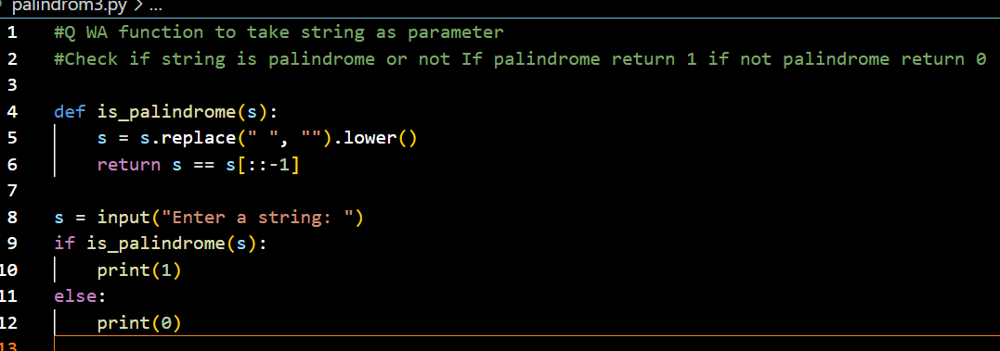 palindrom3.py > ...
1 #Q WA function to take string as parameter
2 #Check if string is palindrome or not If palindrome return 1 if not palindrome return 0
3
4 def is_palindrome(s):
5     s = s.replace(" ", "").lower()
6     return s == s[::-1]
7
8 s = input("Enter a string: ")
9 if is_palindrome(s):
10     print(1)
11 else:
12     print(0)
13